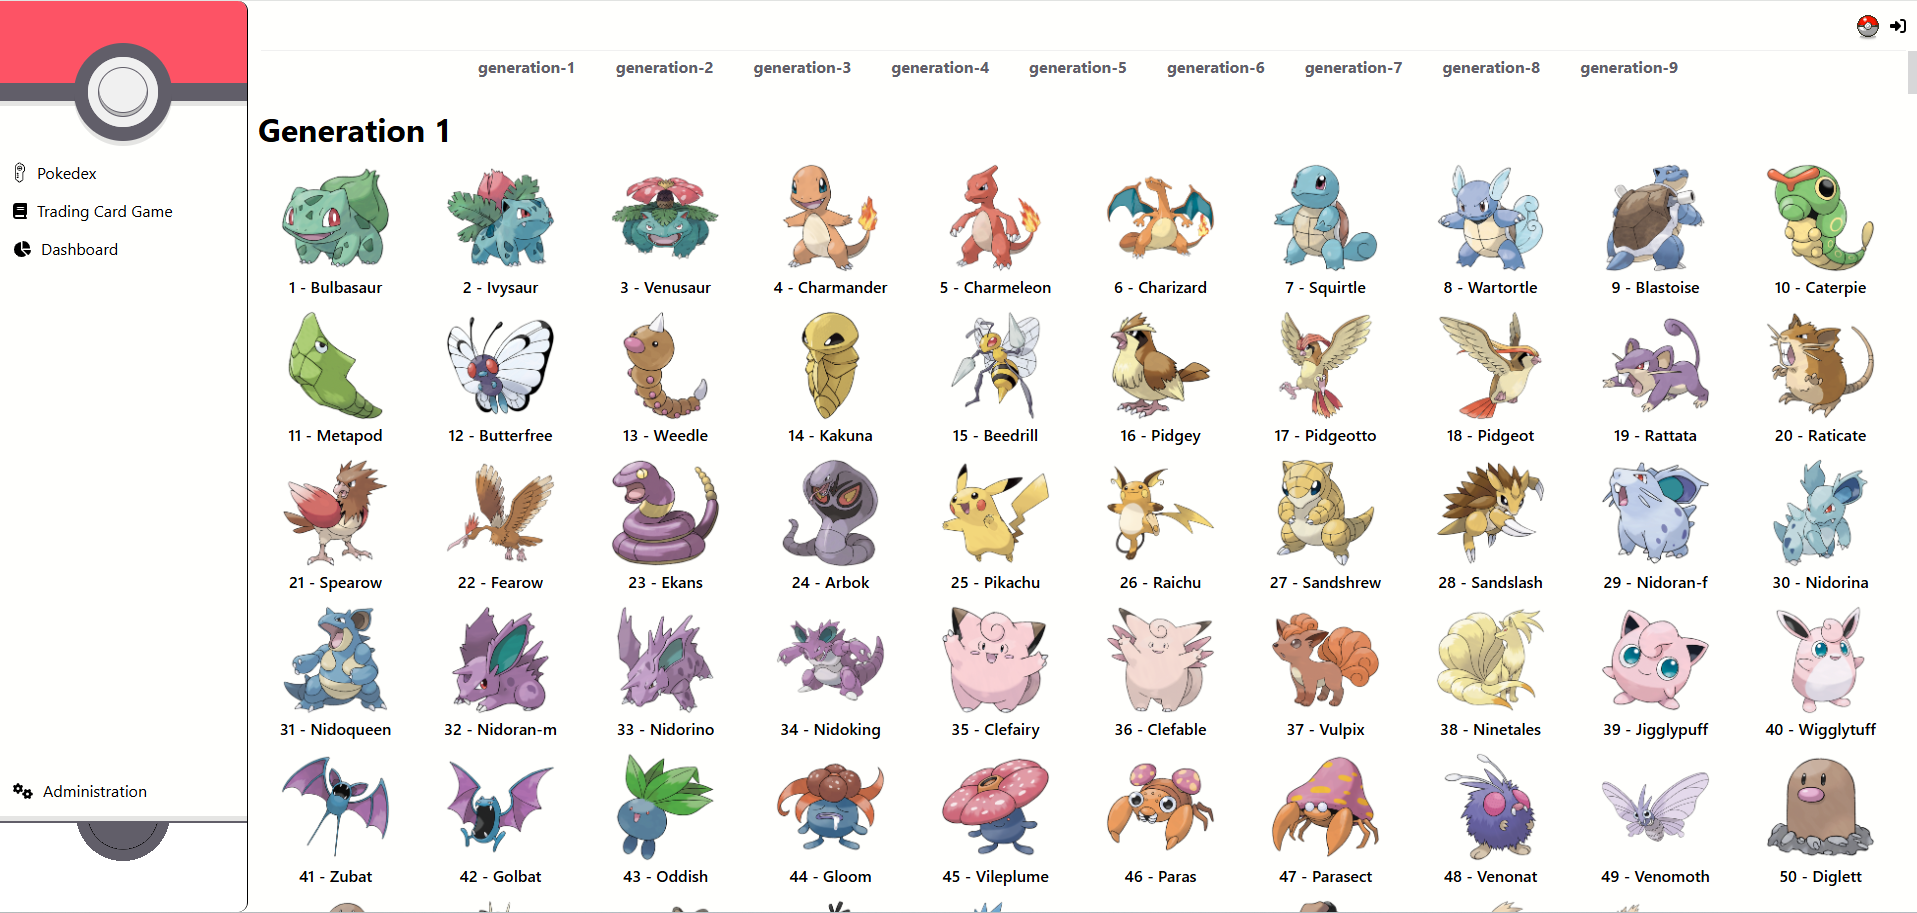 generation-1 generation-2 generation-3 generation-4 generation-5 generation-6 generation-7 generation-8 generation-9
Pokedex
Trading Card Game
Dashboard
Administration
Generation 1
1 - Bulbasaur 2 - Ivysaur 3 - Venusaur 4 - Charmander 5 - Charmeleon 6 - Charizard 7 - Squirtle 8 - Wartortle 9 - Blastoise 10 - Caterpie
11 - Metapod 12 - Butterfree 13 - Weedle 14 - Kakuna 15 - Beedrill 16 - Pidgey 17 - Pidgeotto 18 - Pidgeot 19 - Rattata 20 - Raticate
21 - Spearow 22 - Fearow 23 - Ekans 24 - Arbok 25 - Pikachu 26 - Raichu 27 - Sandshrew 28 - Sandslash 29 - Nidoran-f 30 - Nidorina
31 - Nidoqueen 32 - Nidoran-m 33 - Nidorino 34 - Nidoking 35 - Clefairy 36 - Clefable 37 - Vulpix 38 - Ninetales 39 - Jigglypuff 40 - Wigglytuff
41 - Zubat 42 - Golbat 43 - Oddish 44 - Gloom 45 - Vileplume 46 - Paras 47 - Parasect 48 - Venonat 49 - Venomoth 50 - Diglett